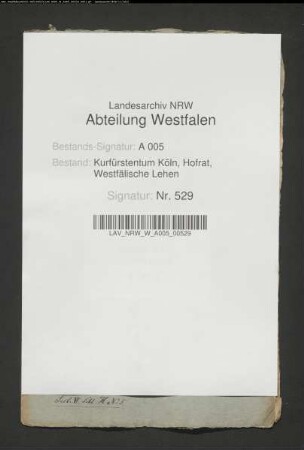 Landesarchiv NRW
Abteilung Westfalen
Bestands-Signatur: A 005
Bestand: Kurfürstentum Köln, Hofrat,
Westfälische Lehen
Signatur: Nr. 529
LAV_NRW_W_A005_00529